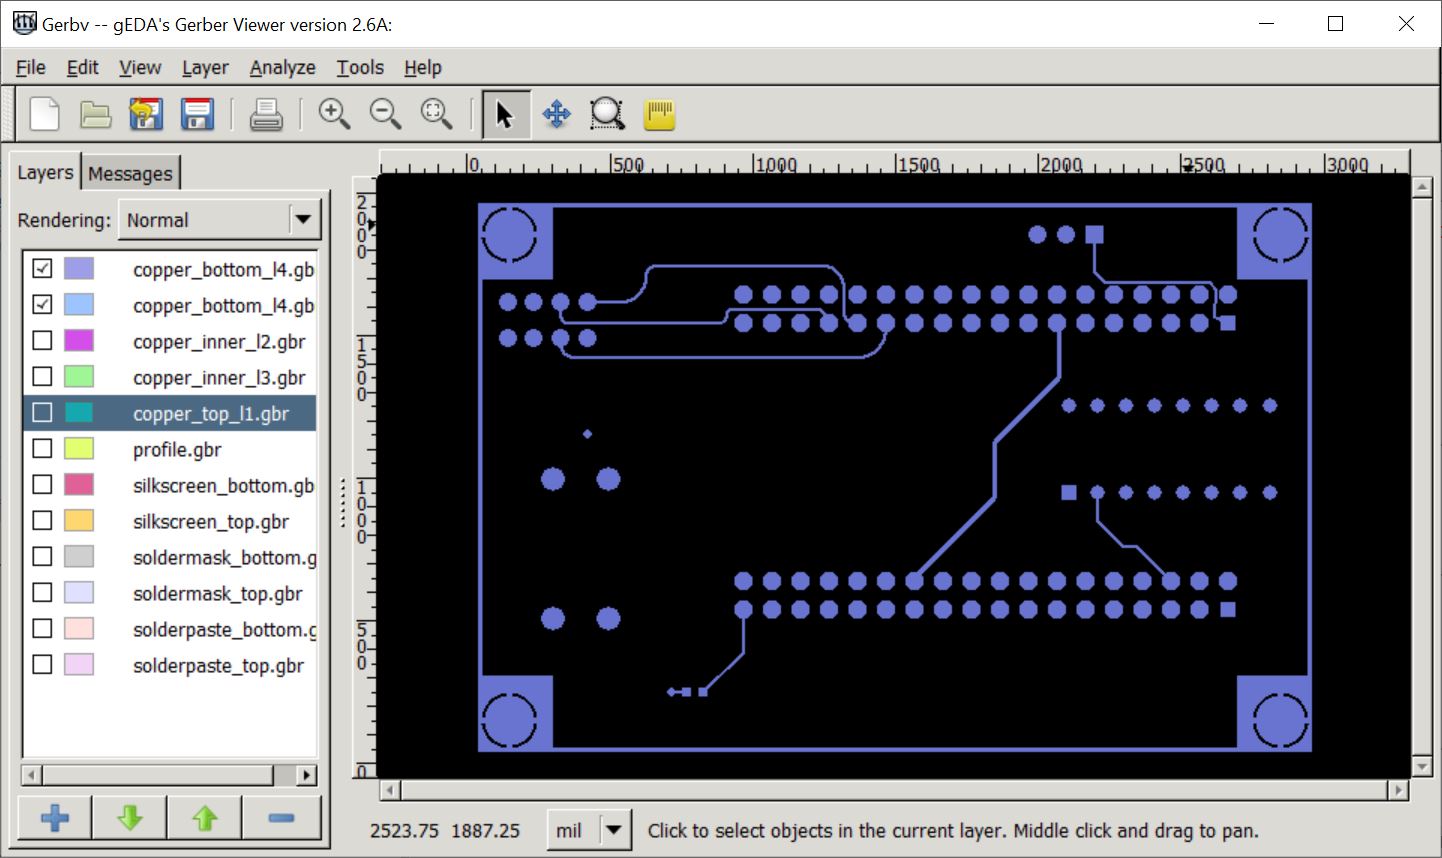 Gerbv -- gEDA's Gerber Viewer version 2.6A:
File Edit View Layer Analyze Tools Help
Layers Messages
Rendering: Normal
copper_bottom_l4.gb
copper_bottom_l4.gb
copper_inner_l2.gbr
copper_inner_l3.gbr
copper_top_l1.gbr
profile.gbr
silkscreen_bottom.gb
silkscreen_top.gbr
soldermask_bottom.g
soldermask_top.gbr
solderpaste_bottom.g
solderpaste_top.gbr
0 500 1000 1500 2000 2500 3000
2000
1500
1000
500
0
2523.75 1887.25 mil Click to select objects in the current layer. Middle click and drag to pan.